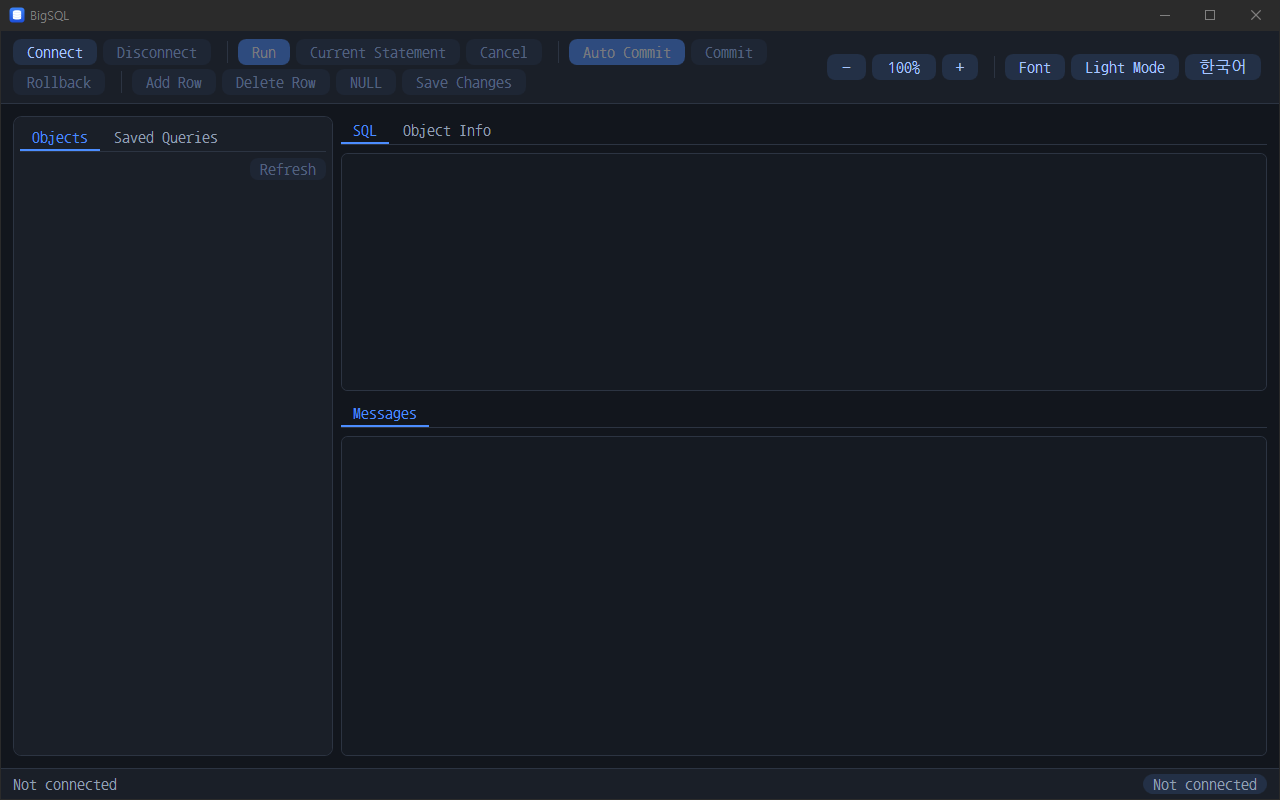 BigSQL
Connect Disconnect Run Current Statement Cancel Auto Commit Commit
Rollback Add Row Delete Row NULL Save Changes
− 100% + Font Light Mode 한국어
Objects Saved Queries
Refresh
SQL Object Info
Messages
Not connected
Not connected